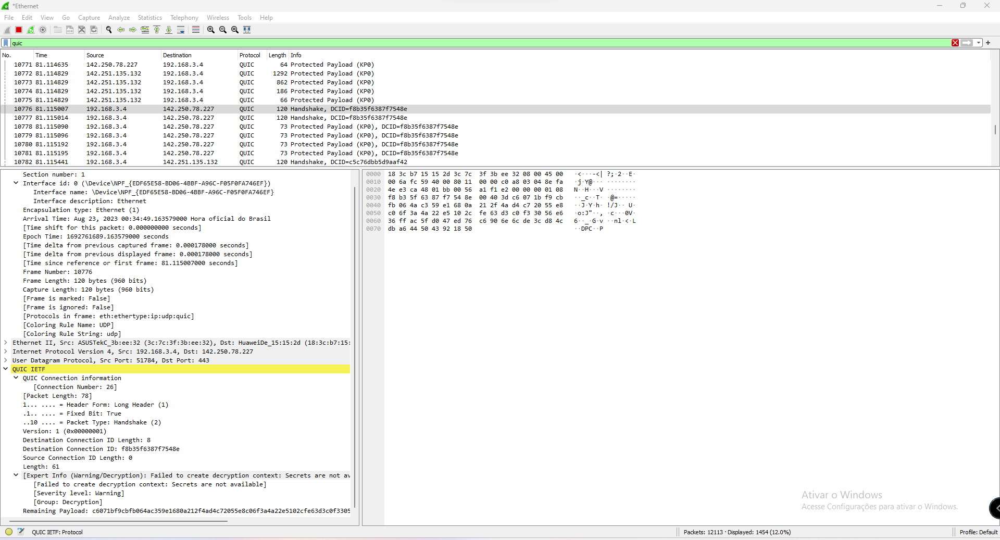 *Ethernet
File Edit View Go Capture Analyze Statistics Telephony Wireless Tools Help
quic
No. Time Source Destination Protocol Length Info
10771 81.114635 142.250.78.227 192.168.3.4 QUIC 64 Protected Payload (KP0)
10772 81.114829 142.251.135.132 192.168.3.4 QUIC 1292 Protected Payload (KP0)
10773 81.114829 142.251.135.132 192.168.3.4 QUIC 862 Protected Payload (KP0)
10774 81.114829 142.251.135.132 192.168.3.4 QUIC 186 Protected Payload (KP0)
10775 81.114829 142.251.135.132 192.168.3.4 QUIC 66 Protected Payload (KP0)
10776 81.115007 192.168.3.4 142.250.78.227 QUIC 120 Handshake, DCID=f8b35f6387f7548e
10777 81.115014 192.168.3.4 142.250.78.227 QUIC 120 Handshake, DCID=f8b35f6387f7548e
10778 81.115090 192.168.3.4 142.250.78.227 QUIC 73 Protected Payload (KP0), DCID=f8b35f6387f7548e
10779 81.115096 192.168.3.4 142.250.78.227 QUIC 73 Protected Payload (KP0), DCID=f8b35f6387f7548e
10780 81.115192 192.168.3.4 142.250.78.227 QUIC 73 Protected Payload (KP0), DCID=f8b35f6387f7548e
10781 81.115195 192.168.3.4 142.250.78.227 QUIC 73 Protected Payload (KP0), DCID=f8b35f6387f7548e
10782 81.115441 192.168.3.4 142.251.135.132 QUIC 120 Handshake, DCID=c5c76dbb5d9aaf42
Section number: 1
Interface id: 0 (\Device\NPF_{EDF65E58-BD06-4BBF-A96C-F05F0FA746EF})
Interface name: \Device\NPF_{EDF65E58-BD06-4BBF-A96C-F05F0FA746EF}
Interface description: Ethernet
Encapsulation type: Ethernet (1)
Arrival Time: Aug 23, 2023 00:34:49.163579000 Hora oficial do Brasil
[Time shift for this packet: 0.000000000 seconds]
Epoch Time: 1692761689.163579000 seconds
[Time delta from previous captured frame: 0.000178000 seconds]
[Time delta from previous displayed frame: 0.000178000 seconds]
[Time since reference or first frame: 81.115007000 seconds]
Frame Number: 10776
Frame Length: 120 bytes (960 bits)
Capture Length: 120 bytes (960 bits)
[Frame is marked: False]
[Frame is ignored: False]
[Protocols in frame: eth:ethertype:ip:udp:quic]
[Coloring Rule Name: UDP]
[Coloring Rule String: udp]
Ethernet II, Src: ASUSTekC_3b:ee:32 (3c:7c:3f:3b:ee:32), Dst: HuaweiDe_15:15:2d (18:3c:b7:15:
Internet Protocol Version 4, Src: 192.168.3.4, Dst: 142.250.78.227
User Datagram Protocol, Src Port: 51784, Dst Port: 443
QUIC IETF
QUIC Connection information
[Connection Number: 26]
[Packet Length: 78]
1... .... = Header Form: Long Header (1)
.1.. .... = Fixed Bit: True
..10 .... = Packet Type: Handshake (2)
Version: 1 (0x00000001)
Destination Connection ID Length: 8
Destination Connection ID: f8b35f6387f7548e
Source Connection ID Length: 0
Length: 61
[Expert Info (Warning/Decryption): Failed to create decryption context: Secrets are not av
[Failed to create decryption context: Secrets are not available]
[Severity level: Warning]
[Group: Decryption]
Remaining Payload: c6071bf9cbfb064ac359e1680a212f4ad4c72055e8c06f3a4a22e5102cfe63d3c0f3305
0000 18 3c b7 15 15 2d 3c 7c 3f 3b ee 32 08 00 45 00 ·<···-<| ?;·2··E·
0010 00 6a fc 59 40 00 80 11 00 00 c0 a8 03 04 8e fa ·j·Y@··· ········
0020 4e e3 ca 48 01 bb 00 56 a1 f1 e2 00 00 00 01 08 N··H···V ········
0030 f8 b3 5f 63 87 f7 54 8e 00 40 3d c6 07 1b f9 cb ··_c··T· ·@=·····
0040 fb 06 4a c3 59 e1 68 0a 21 2f 4a d4 c7 20 55 e8 ··J·Y·h· !/J·· U·
0050 c0 6f 3a 4a 22 e5 10 2c fe 63 d3 c0 f3 30 56 e6 ·o:J"··, ·c···0V·
0060 36 ff ac 5f d0 47 ed 76 c6 90 6e 6c de 3c d8 4c 6··_·G·v ··nl·<·L
0070 db a6 44 50 43 92 18 50 ··DPC··P
Ativar o Windows
Acesse Configurações para ativar o Windows.
QUIC IETF: Protocol
Packets: 12113 · Displayed: 1454 (12.0%)
Profile: Default